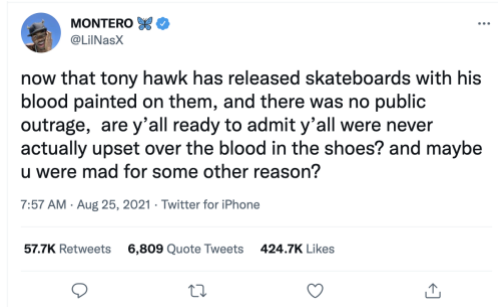 MONTERO
@LilNasX
now that tony hawk has released skateboards with his
blood painted on them, and there was no public
outrage,  are y’all ready to admit y’all were never
actually upset over the blood in the shoes? and maybe
u were mad for some other reason?
7:57 AM · Aug 25, 2021 · Twitter for iPhone
57.7K Retweets 6,809 Quote Tweets 424.7K Likes